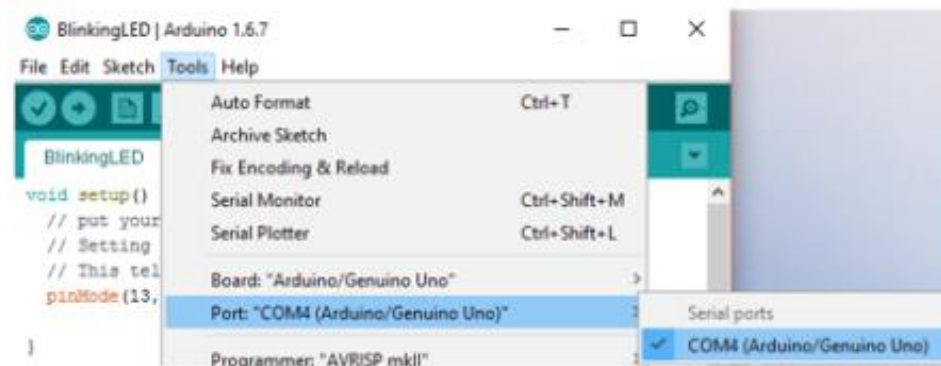 BlinkingLED | Arduino 1.6.7
File Edit Sketch Tools Help
Auto Format Ctrl+T
Archive Sketch
BlinkingLED
Fix Encoding & Reload
void setup()
Serial Monitor Ctrl+Shift+M
// put your
Serial Plotter Ctrl+Shift+L
// Setting
// This tel
Board: "Arduino/Genuino Uno"
pinMode(13,
Port: "COM4 (Arduino/Genuino Uno)"
Serial ports
}
COM4 (Arduino/Genuino Uno)
Programmer: "AVRISP mkII"